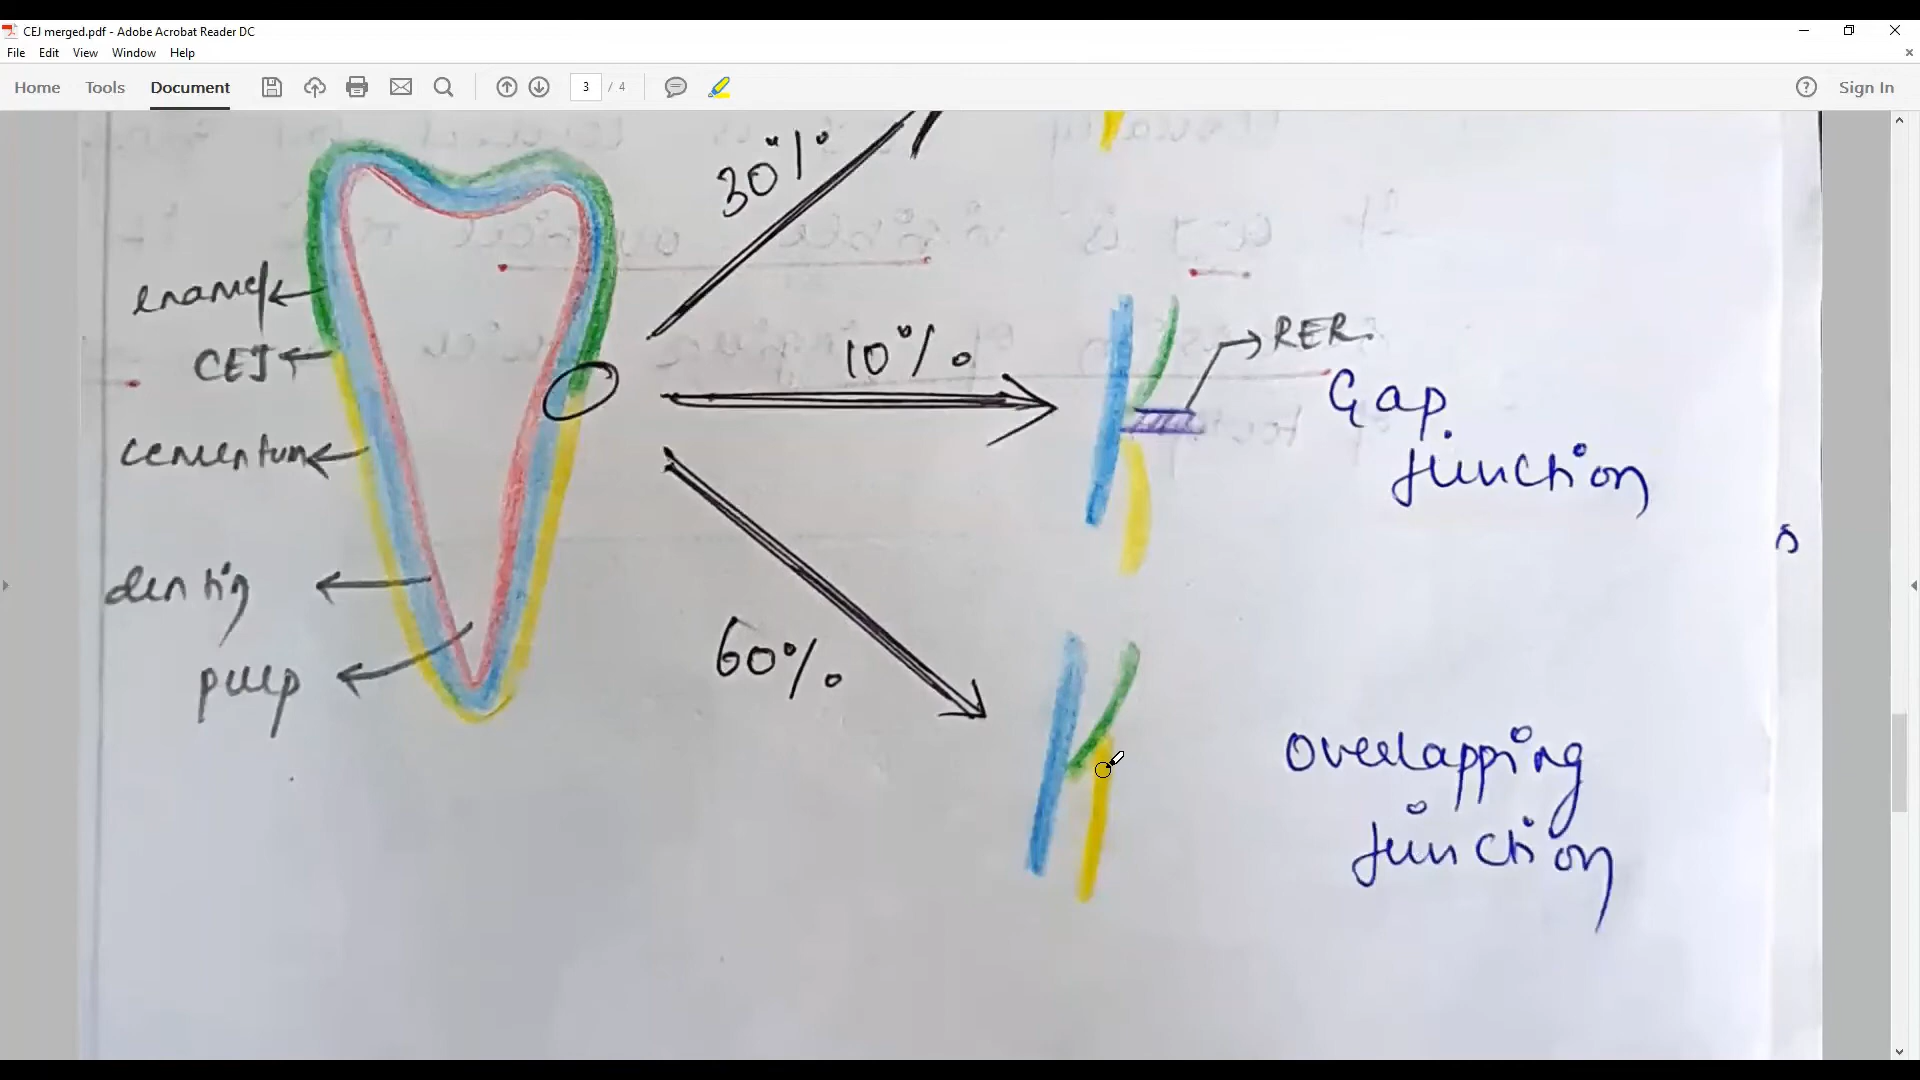 CEJ merged.pdf - Adobe Acrobat Reader DC
File Edit View Window Help
Home Tools Document 3 / 4 Sign In
30%
enamel
CEJ
cementum
dentin
pulp
10%
RER.
Gap
junction
s
60%
Overlapping
junction